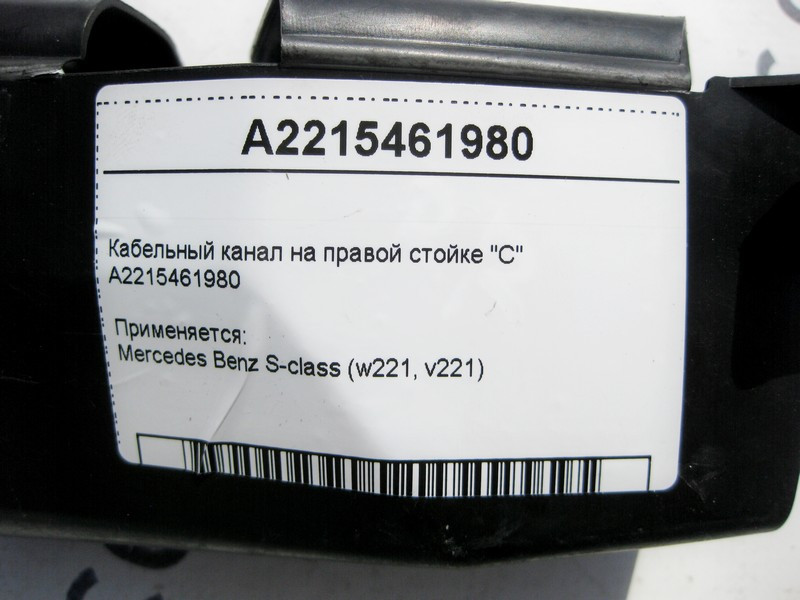 A2215461980
Кабельный канал на правой стойке "С"
A2215461980
Применяется:
Mercedes Benz S-class (w221, v221)